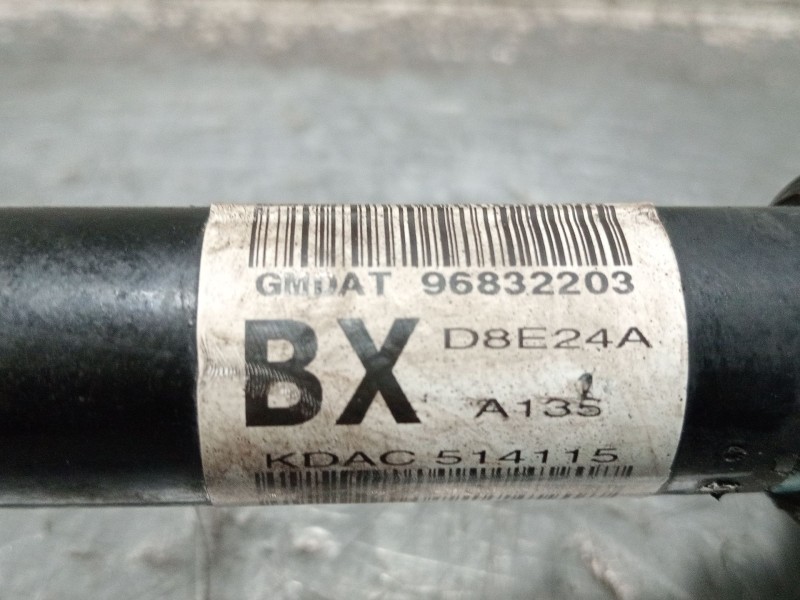 GMDAT 96832203
BX
D8E24A
A135
KDAC 514115